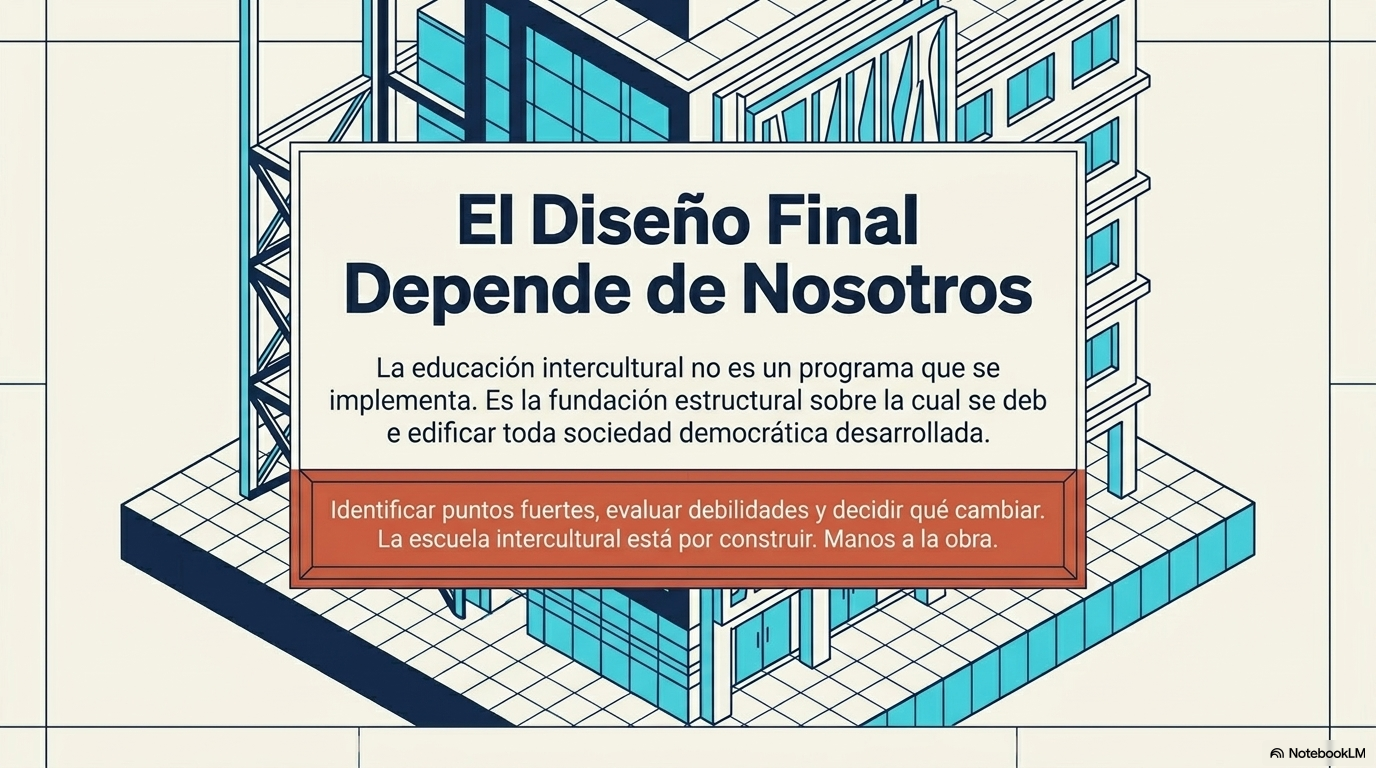 El Diseño Final
Depende de Nosotros
La educación intercultural no es un programa que se
implementa. Es la fundación estructural sobre la cual se deb
e edificar toda sociedad democrática desarrollada.
Identificar puntos fuertes, evaluar debilidades y decidir qué cambiar.
La escuela intercultural está por construir. Manos a la obra.
NotebookLM